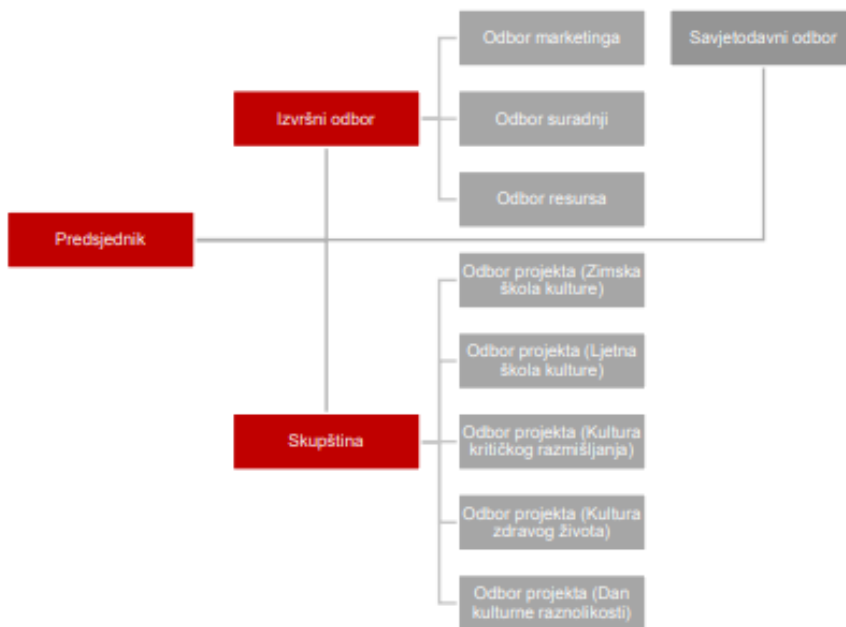 Odbor marketinga
Savjetodavni odbor
Izvršni odbor
Odbor suradnji
Odbor resursa
Predsjednik
Odbor projekta (Zimska
škola kulture)
Odbor projekta (Ljetna
škola kulture)
Skupština
Odbor projekta (Kultura
kritičkog razmišljanja)
Odbor projekta (Kultura
zdravog života)
Odbor projekta (Dan
kulturne raznolikosti)